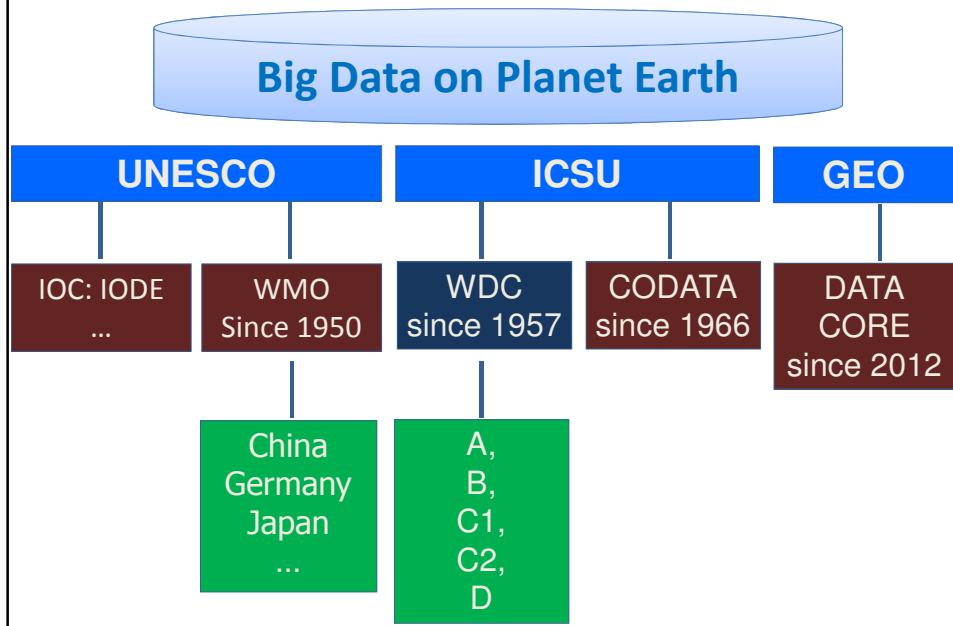 Big Data on Planet Earth
UNESCO
ICSU
GEO
IOC: IODE
...
WMO
Since 1950
WDC
since 1957
CODATA
since 1966
DATA
CORE
since 2012
China
Germany
Japan
...
A,
B,
C1,
C2,
D